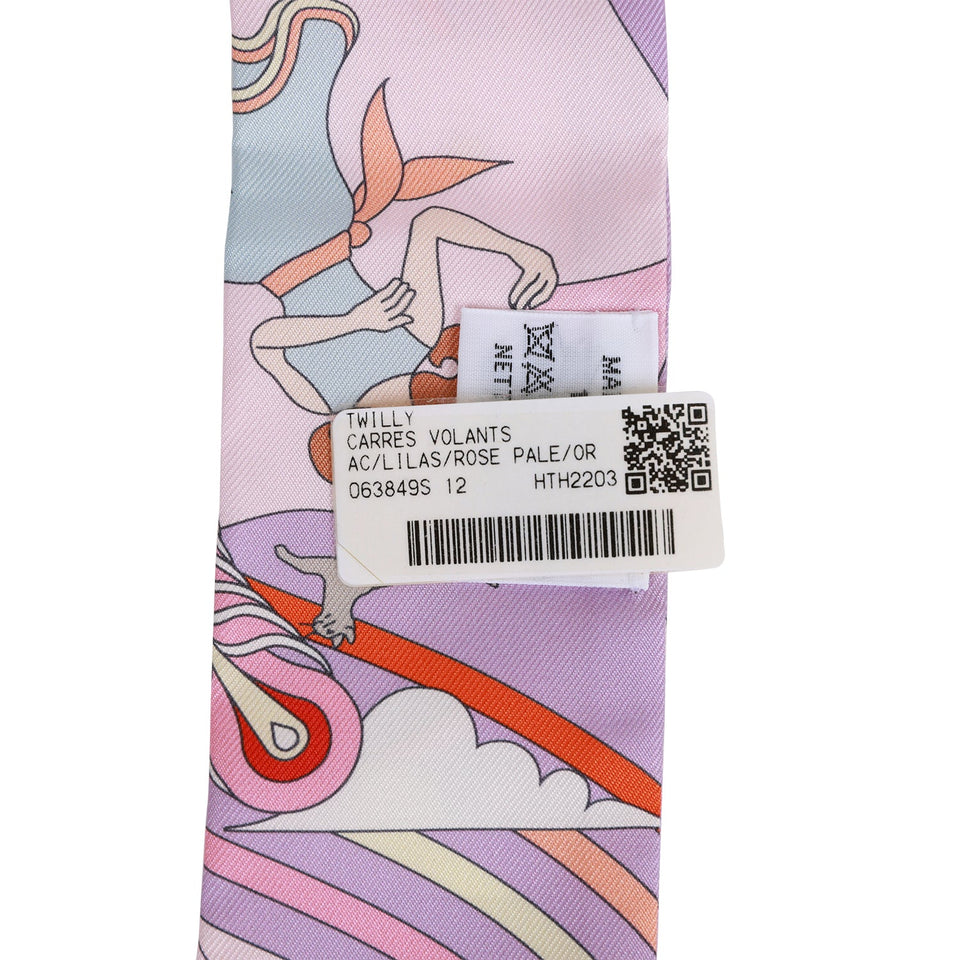 TWILLY
CARRES VOLANTS
AC/LILAS/ROSE PALE/OR
063849S 12 HTH2203